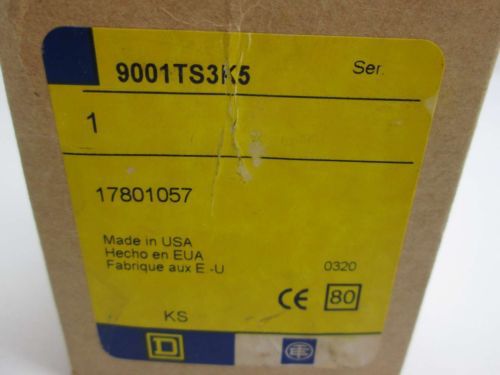 9001TS3K5 Ser.
1
17801057
Made in USA
Hecho en EUA
Fabrique aux E -U
0320
CE 80
KS
D